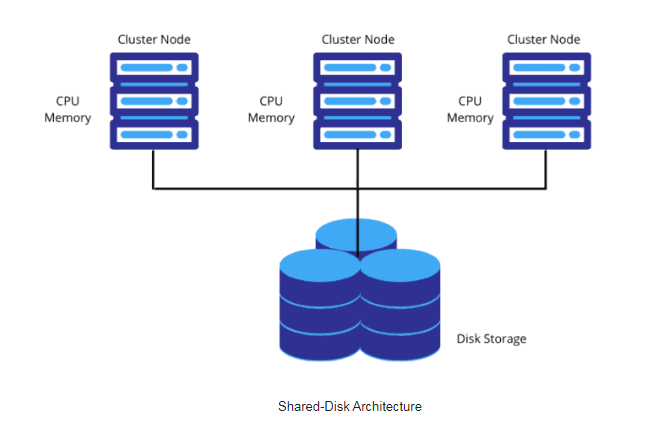 Cluster Node
Cluster Node
Cluster Node
CPU
Memory
CPU
Memory
CPU
Memory
Disk Storage
Shared-Disk Architecture